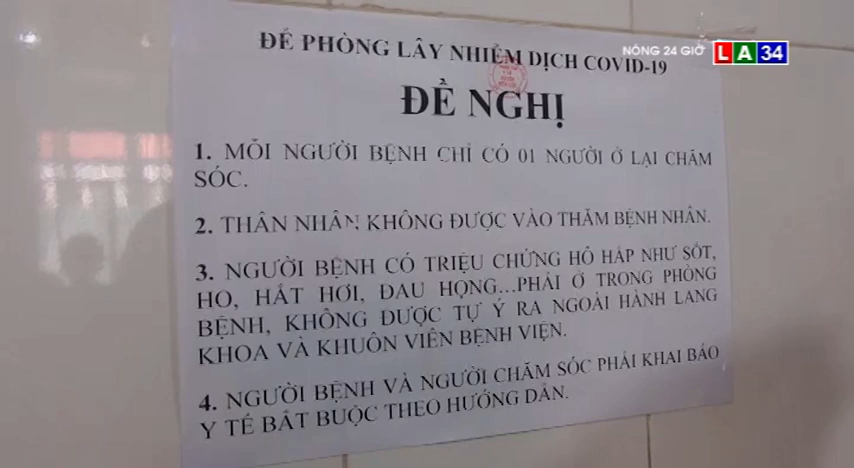 NÓNG 24 GIỜ LA34
ĐỂ PHÒNG LÂY NHIỄM DỊCH COVID-19
ĐỀ NGHỊ
1. MỖI NGƯỜI BỆNH CHỈ CÓ 01 NGƯỜI Ở LẠI CHĂM
SÓC.
2. THÂN NHÂN KHÔNG ĐƯỢC VÀO THĂM BỆNH NHÂN.
3. NGƯỜI BỆNH CÓ TRIỆU CHỨNG HÔ HẤP NHƯ SỐT,
HO, HẮT HƠI, ĐAU HỌNG...PHẢI Ở TRONG PHÒNG
BỆNH, KHÔNG ĐƯỢC TỰ Ý RA NGOÀI HÀNH LANG
KHOA VÀ KHUÔN VIÊN BỆNH VIỆN.
4. NGƯỜI BỆNH VÀ NGƯỜI CHĂM SÓC PHẢI KHAI BÁO
Y TẾ BẮT BUỘC THEO HƯỚNG DẪN.